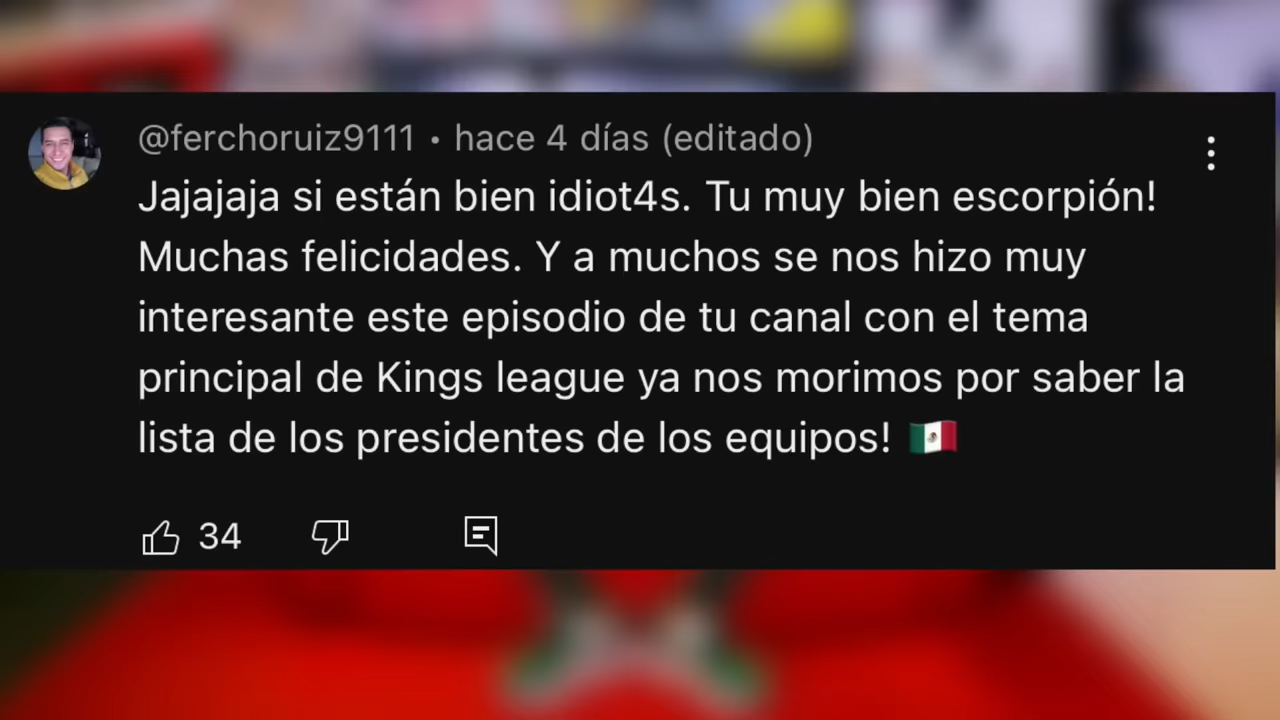 @ferchoruiz9111 • hace 4 días (editado)
Jajajaja si están bien idiot4s. Tu muy bien escorpión!
Muchas felicidades. Y a muchos se nos hizo muy
interesante este episodio de tu canal con el tema
principal de Kings league ya nos morimos por saber la
lista de los presidentes de los equipos! 🇲🇽
34